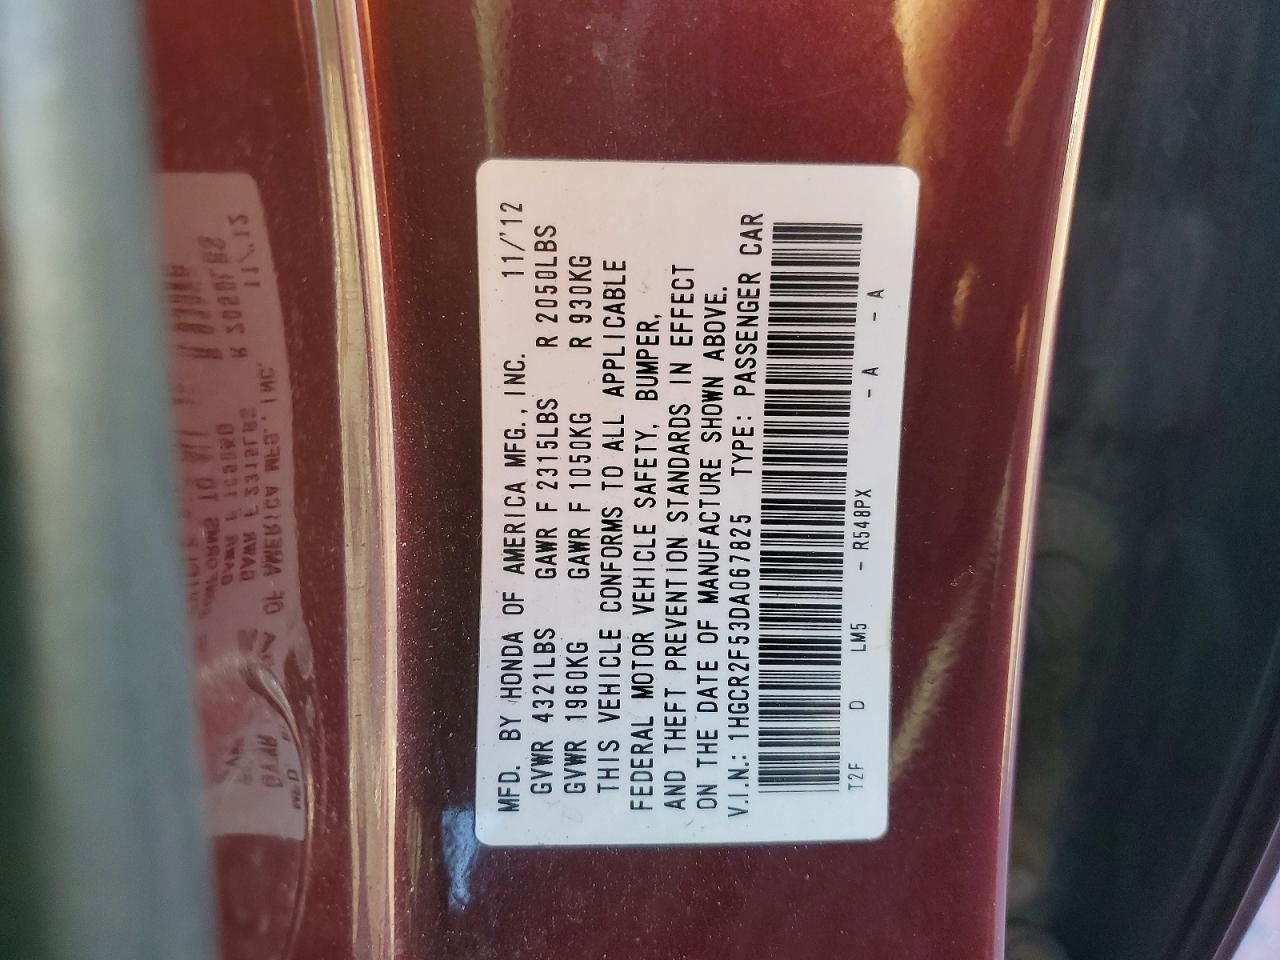 MFD. BY HONDA OF AMERICA MFG., INC. 11/'12
GVWR 4321LBS GAWR F 2315LBS R 2050LBS
GVWR 1960KG GAWR F 1050KG R 930KG
THIS VEHICLE CONFORMS TO ALL APPLICABLE
FEDERAL MOTOR VEHICLE SAFETY, BUMPER,
AND THEFT PREVENTION STANDARDS IN EFFECT
ON THE DATE OF MANUFACTURE SHOWN ABOVE.
V.I.N.: 1HGCR2F53DA067825 TYPE: PASSENGER CAR
T2F D LM5 - R548PX - A - A